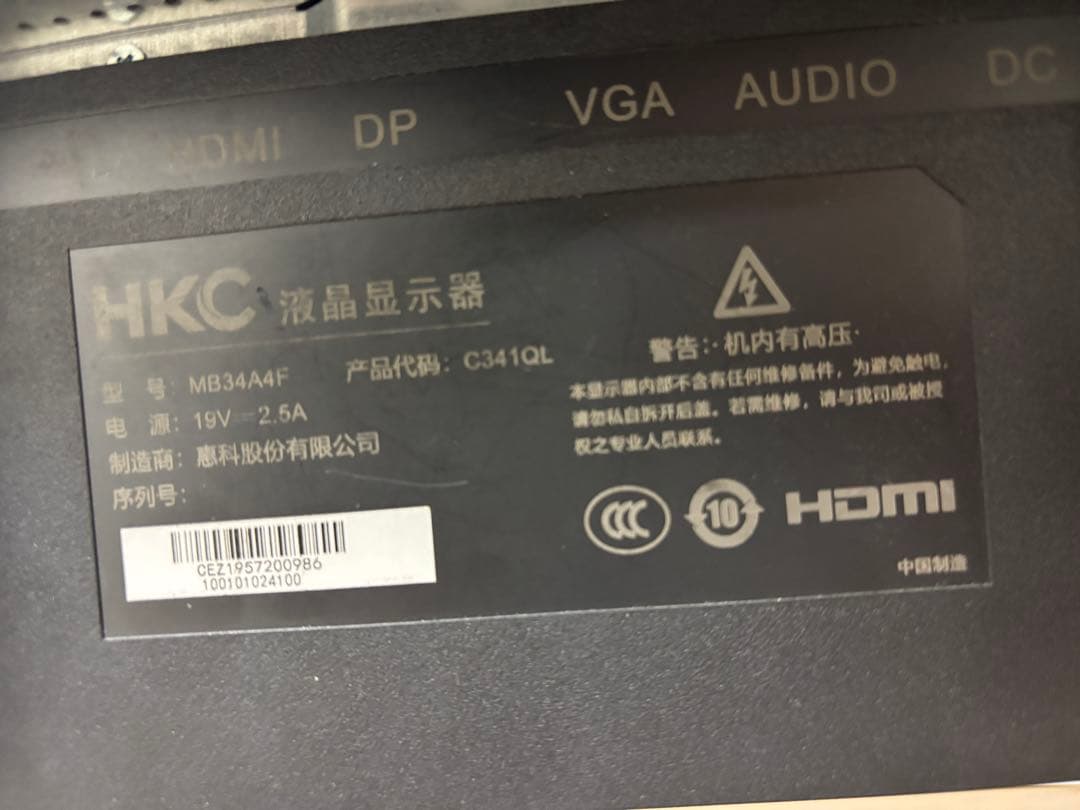 HDMI DP VGA AUDIO DC
HKC 液晶显示器
型 号: MB34A4F 产品代码: C341QL
电 源: 19V⎓2.5A
制造商: 惠科股份有限公司
序列号:
CEZ1957200986
100101024100
警告: 机内有高压
本显示器内部不含有任何维修备件，为避免触电，
请勿私自拆开后盖。若需维修，请与我司或被授
权之专业人员联系。
CCC 10 HDMI
中国制造